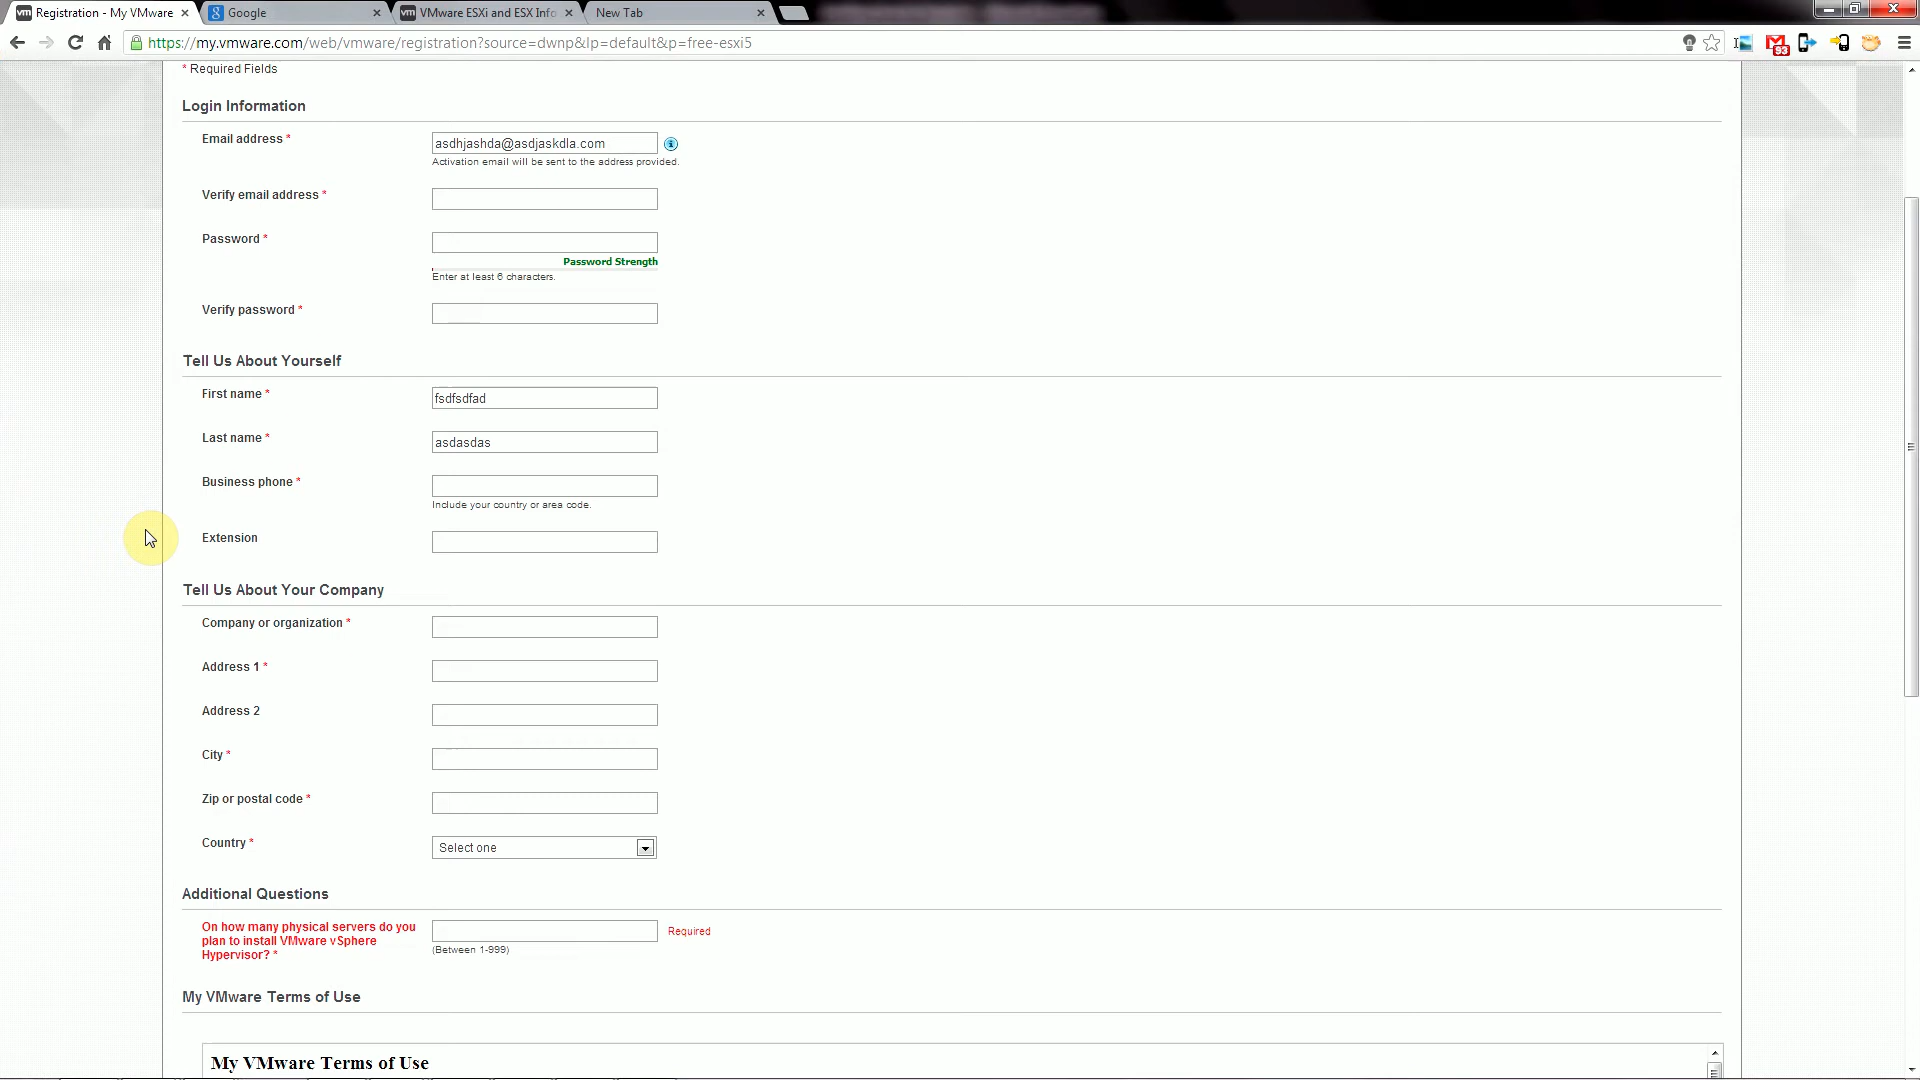 Registration - My VMware
Google
VMware ESXi and ESX Info
New Tab
https://my.vmware.com/web/vmware/registration?source=dwnp&lp=default&p=free-esxi5
93
* Required Fields
Login Information
Email address *
asdhjashda@asdjaskdla.com
Activation email will be sent to the address provided.
Verify email address *
Password *
Password Strength
Enter at least 6 characters.
Verify password *
Tell Us About Yourself
First name *
fsdfsdfad
Last name *
asdasdas
Business phone *
Include your country or area code.
Extension
Tell Us About Your Company
Company or organization *
Address 1 *
Address 2
City *
Zip or postal code *
Country *
Select one
Additional Questions
On how many physical servers do you
plan to install VMware vSphere
Hypervisor? *
Required
(Between 1-999)
My VMware Terms of Use
My VMware Terms of Use